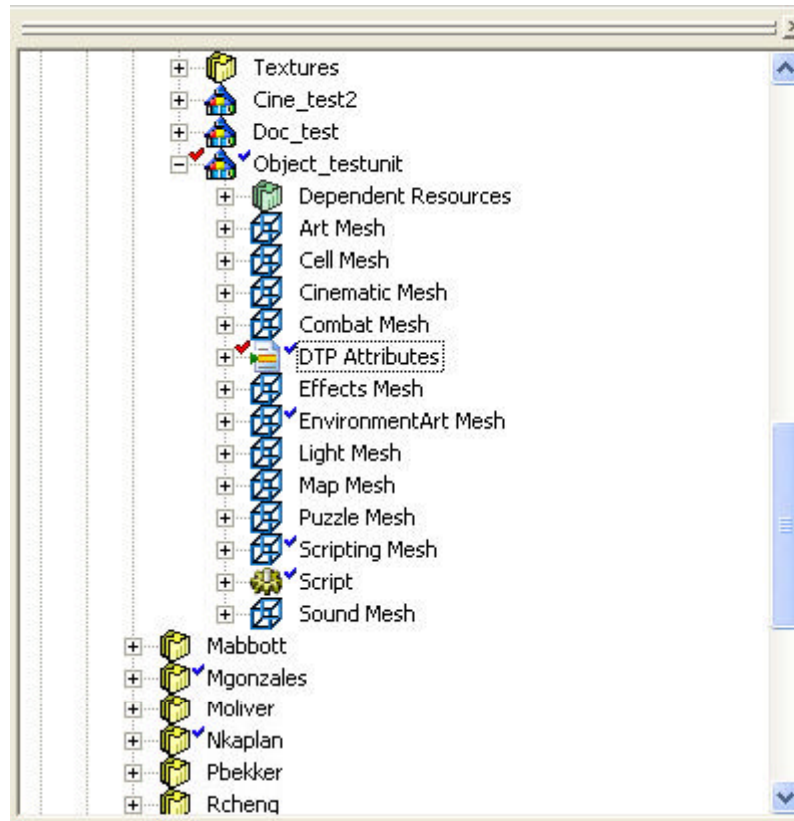 Textures
Cine_test2
Doc_test
Object_testunit
Dependent Resources
Art Mesh
Cell Mesh
Cinematic Mesh
Combat Mesh
DTP Attributes
Effects Mesh
EnvironmentArt Mesh
Light Mesh
Map Mesh
Puzzle Mesh
Scripting Mesh
Script
Sound Mesh
Mabbott
Mgonzales
Moliver
Nkaplan
Pbekker
Rcheng